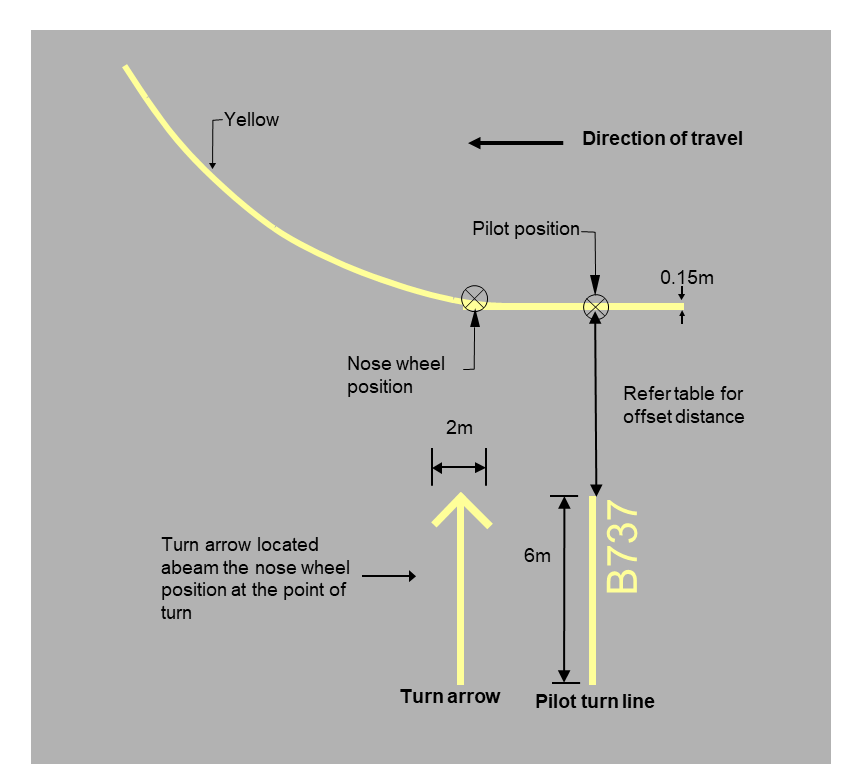 Yellow
Direction of travel
Pilot position
0.15m
Nose wheel
position
Refer table for
offset distance
2m
B737
6m
Turn arrow located
abeam the nose wheel
position at the point of
turn
Turn arrow
Pilot turn line